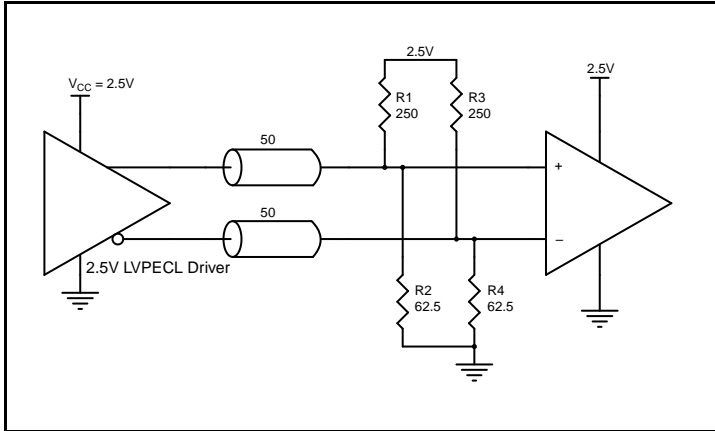 2.5V
V_CC = 2.5V
2.5V
R1
250
R3
250
50
+
50
–
2.5V LVPECL Driver
R2
62.5
R4
62.5